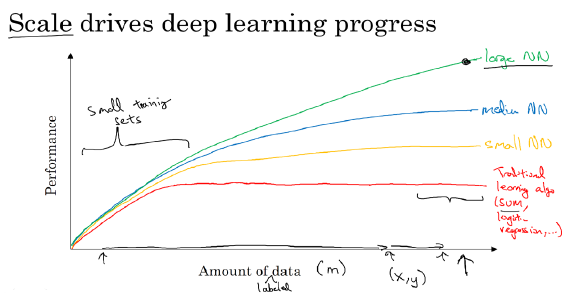 Scale drives deep learning progress
large NN
small training
sets
medium NN
small NN
Performance
Traditional
learning algo
(SVM,
logistic
regression,...)
Amount of data (m)
labeled
(x,y)